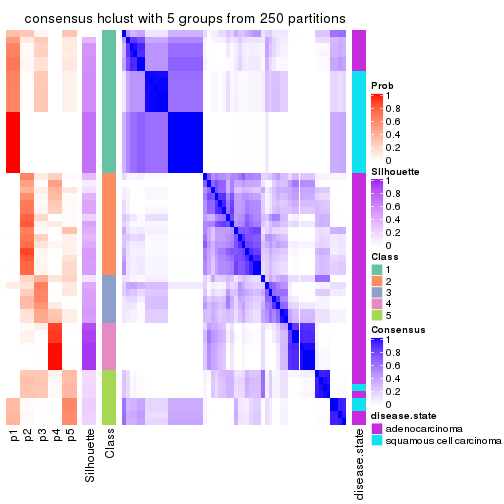 consensus hclust with 5 groups from 250 partitions
Prob
1
0.8
0.6
0.4
0.2
0
Silhouette
1
0.8
0.6
0.4
0.2
0
Class
1
2
3
4
5
Consensus
1
0.8
0.6
0.4
0.2
0
disease.state
adenocarcinoma
squamous cell carcinoma
p1
p2
p3
p4
p5
Silhouette
Class
disease.state